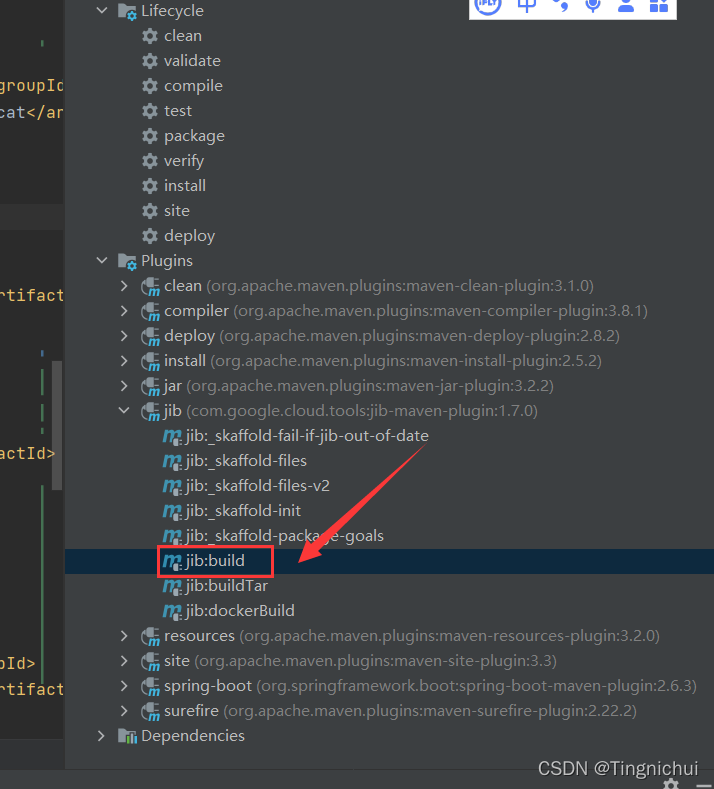 Lifecycle
clean
validate
groupId
compile
cat</ar
test
package
verify
install
site
deploy
Plugins
clean (org.apache.maven.plugins:maven-clean-plugin:3.1.0)
rtifact
compiler (org.apache.maven.plugins:maven-compiler-plugin:3.8.1)
deploy (org.apache.maven.plugins:maven-deploy-plugin:2.8.2)
install (org.apache.maven.plugins:maven-install-plugin:2.5.2)
jar (org.apache.maven.plugins:maven-jar-plugin:3.2.2)
jib (com.google.cloud.tools:jib-maven-plugin:1.7.0)
jib:_skaffold-fail-if-jib-out-of-date
actId>
jib:_skaffold-files
jib:_skaffold-files-v2
jib:_skaffold-init
jib:_skaffold-package-goals
jib:build
jib:buildTar
jib:dockerBuild
resources (org.apache.maven.plugins:maven-resources-plugin:3.2.0)
pId>
site (org.apache.maven.plugins:maven-site-plugin:3.3)
rtifact
spring-boot (org.springframework.boot:spring-boot-maven-plugin:2.6.3)
surefire (org.apache.maven.plugins:maven-surefire-plugin:2.22.2)
Dependencies
CSDN @Tingnichui